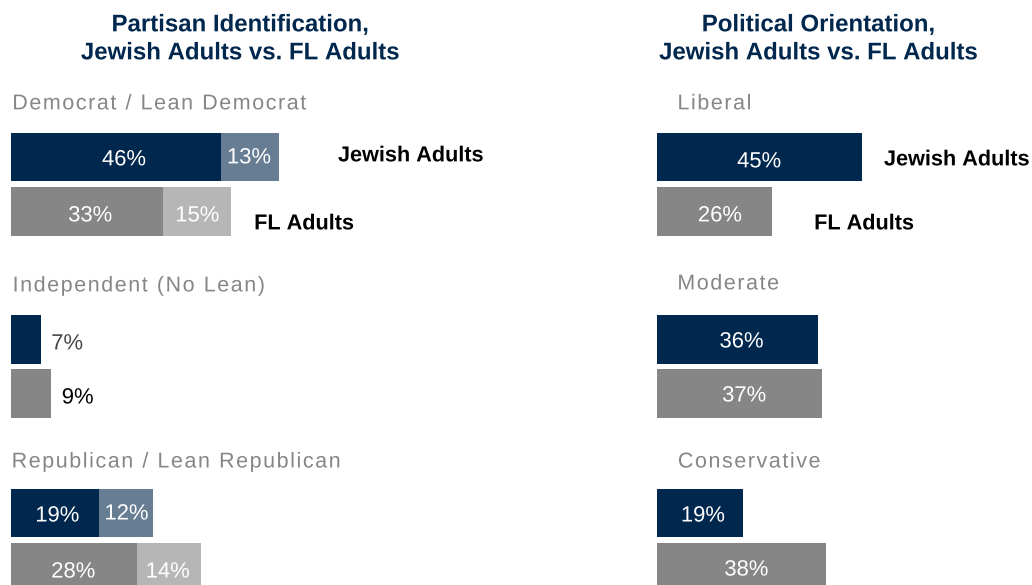 Partisan Identification,
Jewish Adults vs. FL Adults
Democrat / Lean Democrat
46% 13% Jewish Adults
33% 15% FL Adults
Independent (No Lean)
7%
9%
Republican / Lean Republican
19% 12%
28% 14%
Political Orientation,
Jewish Adults vs. FL Adults
Liberal
45% Jewish Adults
26% FL Adults
Moderate
36%
37%
Conservative
19%
38%